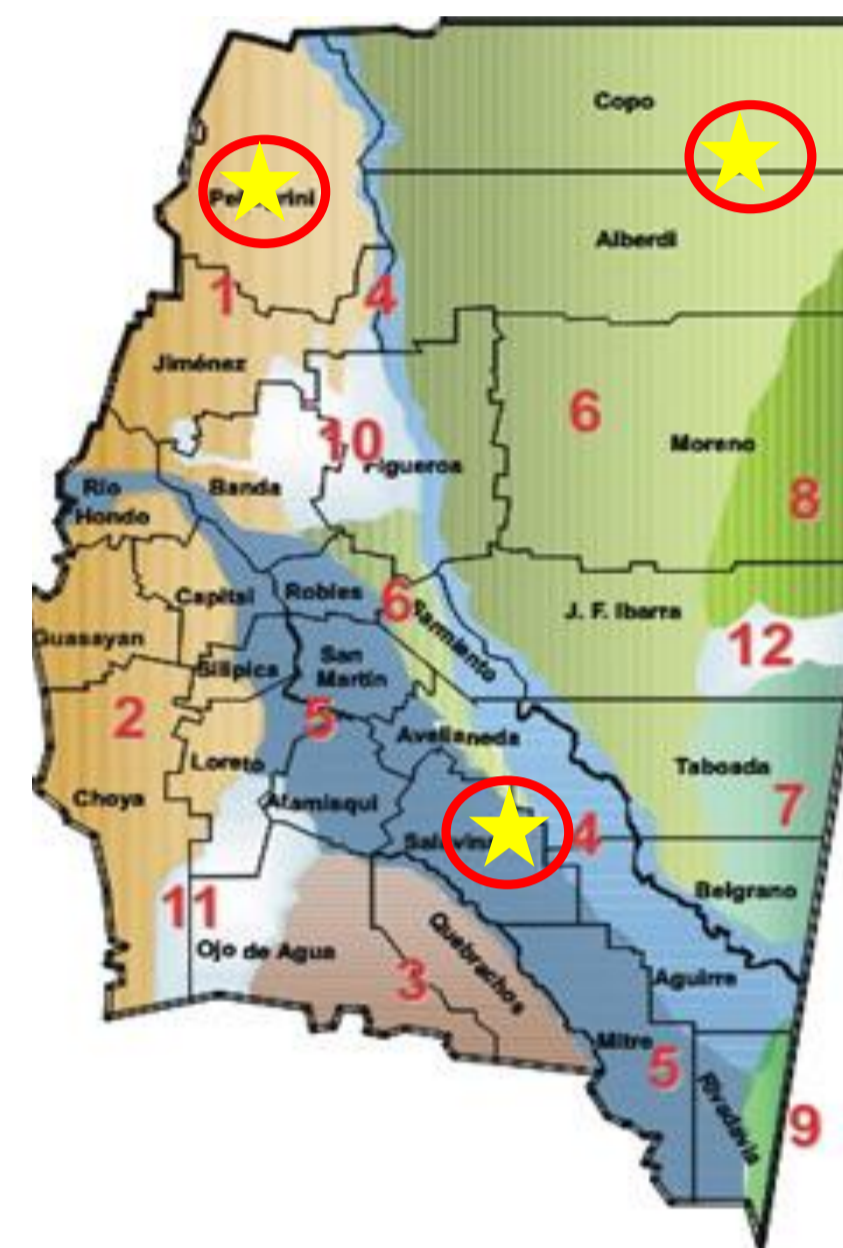 Copo
Alberdi
1
4
Jiménez
6
10
Figueroa
Moreno
Rio
Hondo
Banda
8
Capital
Robles
6
Sarmiento
J. F. Ibarra
Guasayan
Silipica
San
Martin
12
2
5
Avellaneda
Loreto
Taboada
Choya
Atamisqui
7
4
Belgrano
11
Ojo de Agua
Quebrachos
3
Aguirre
Mitre
5
Rivadavia
9